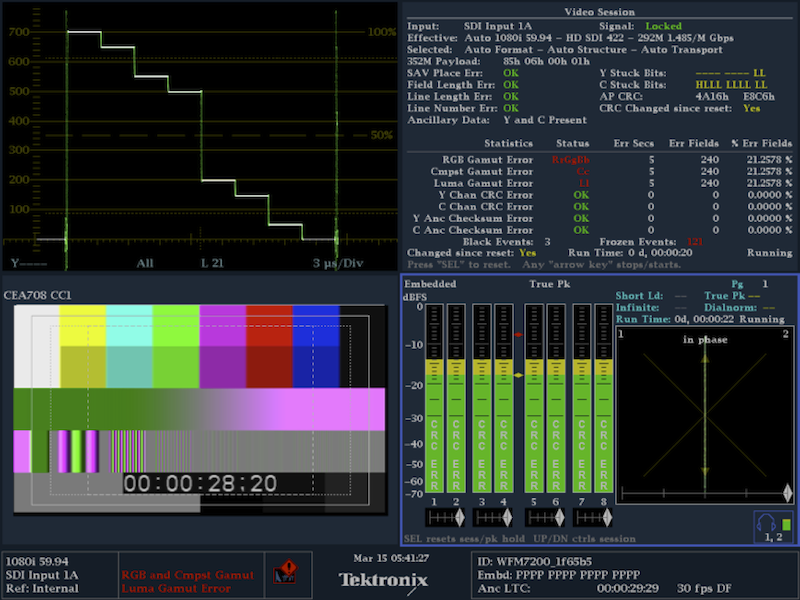 Video Session
Input: SDI Input 1A Signal: Locked
Effective: Auto 1080i 59.94 - HD SDI 422 - 292M 1.485/M Gbps
Selected: Auto Format - Auto Structure - Auto Transport
352M Payload: 85h 06h 00h 01h
SAV Place Err: OK Y Stuck Bits: ---- ---- LL
Field Length Err: OK C Stuck Bits: HLLL LLLL LL
Line Length Err: OK AP CRC: 4A16h E8C6h
Line Number Err: OK CRC Changed since reset: Yes
Ancillary Data: Y and C Present
Statistics Status Err Secs Err Fields % Err Fields
RGB Gamut Error RrGgBb 5 240 21.2578 %
Cmpst Gamut Error Cc 5 240 21.2578 %
Luma Gamut Error Ll 5 240 21.2578 %
Y Chan CRC Error OK 0 0 0.0000 %
C Chan CRC Error OK 0 0 0.0000 %
Y Anc Checksum Error OK 0 0 0.0000 %
C Anc Checksum Error OK 0 0 0.0000 %
Black Events: 3 Frozen Events: 121
Changed since reset: Yes Run Time: 0 d, 00:00:20 Running
Press "SEL" to reset. Any "arrow key" stops/starts.
700
600
500
400
300
200
100
100%
50%
Y---- All L 21 3 µs/Div
CEA708 CC1
00:00:28;20
Embedded True Pk Pg 1
dBFS
0
-10
-20
-30
-40
-50
-60
-70
CRC ERR CRC ERR CRC ERR CRC ERR CRC ERR CRC ERR CRC ERR CRC ERR
1 2 3 4 5 6 7 8
Short Ld: --- True Pk --
Infinite: --- Dialnorm: --
Run Time: 0d, 00:00:22 Running
1 in phase 2
1, 2
SEL resets sess/pk hold UP/DN ctrls session
1080i 59.94
SDI Input 1A
Ref: Internal
RGB and Cmpst Gamut
Luma Gamut Error
Mar 15 05:41:27
Tektronix
ID: WFM7200_1f65b5
Embd: PPPP PPPP PPPP PPPP
Anc LTC: 00:00:29:29 30 fps DF